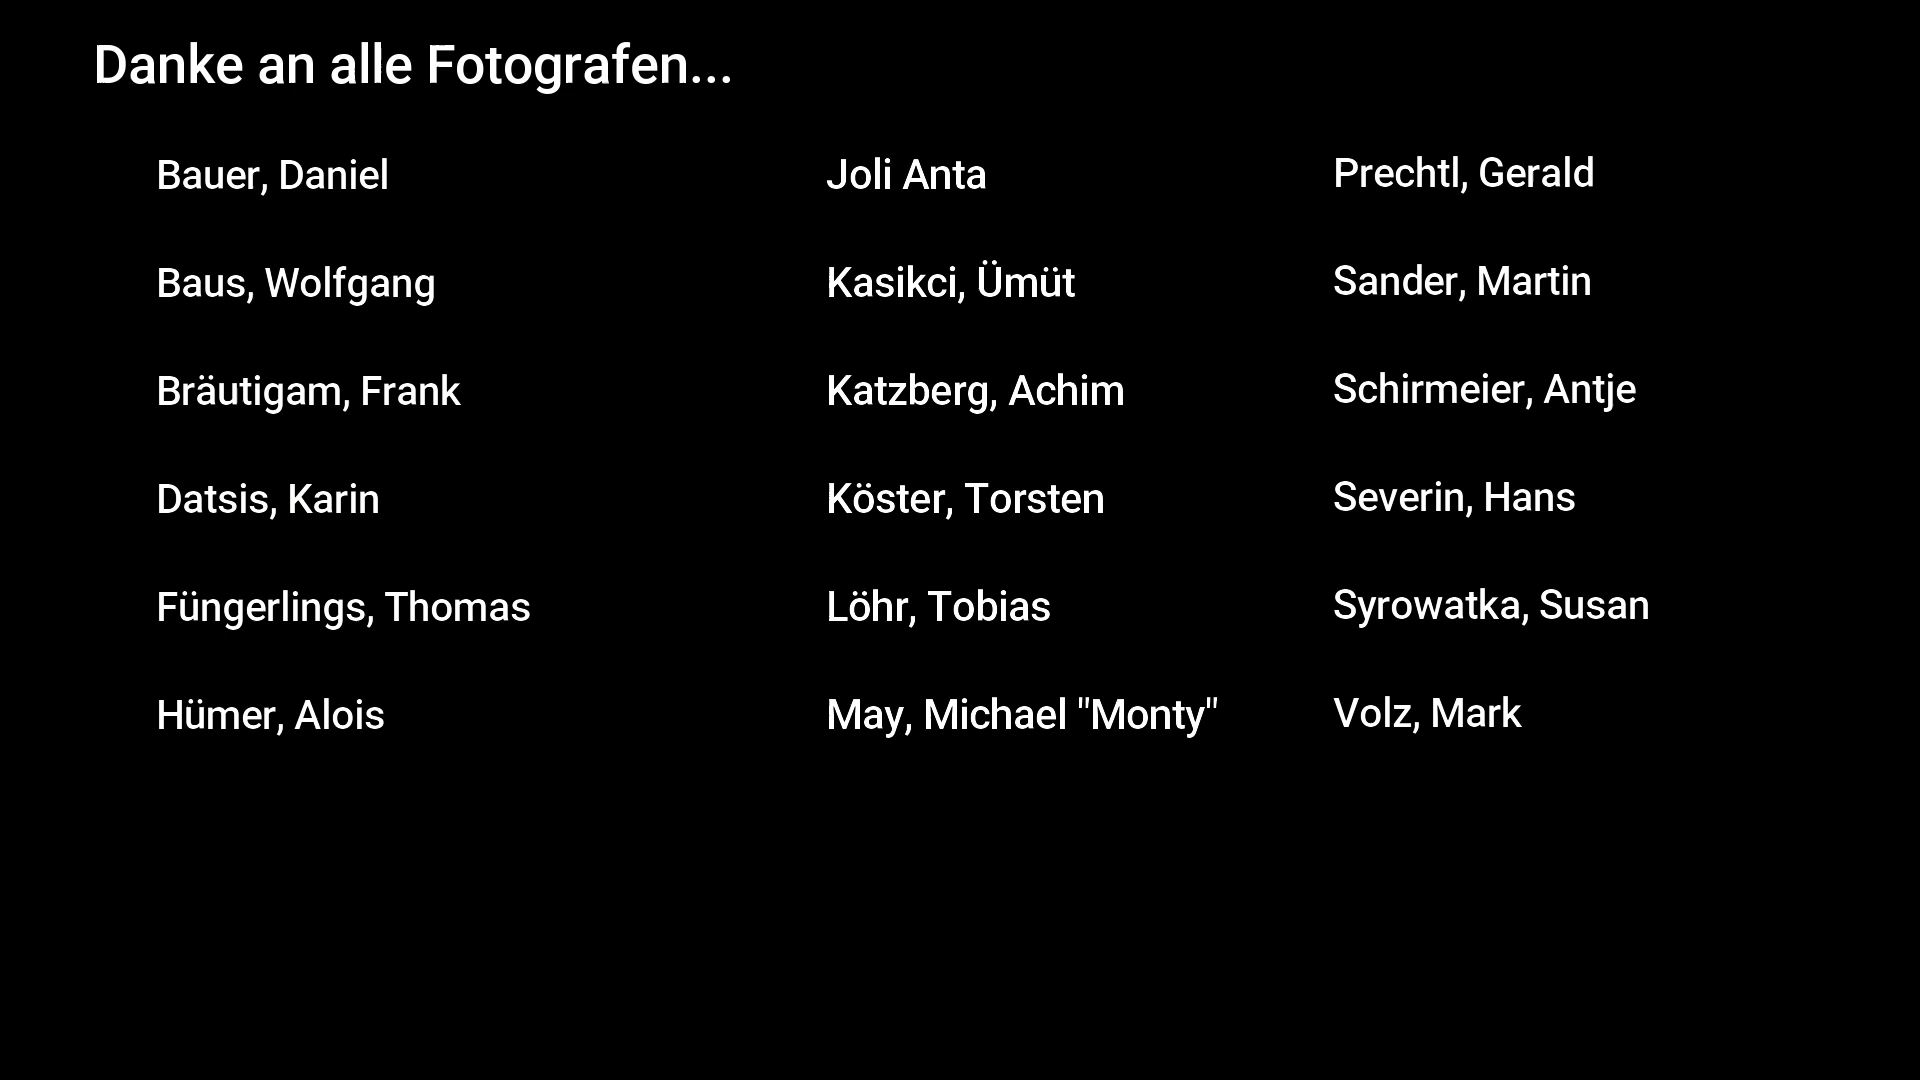 Danke an alle Fotografen...
Bauer, Daniel
Baus, Wolfgang
Bräutigam, Frank
Datsis, Karin
Füngerlings, Thomas
Hümer, Alois
Joli Anta
Kasikci, Ümüt
Katzberg, Achim
Köster, Torsten
Löhr, Tobias
May, Michael "Monty"
Prechtl, Gerald
Sander, Martin
Schirmeier, Antje
Severin, Hans
Syrowatka, Susan
Volz, Mark